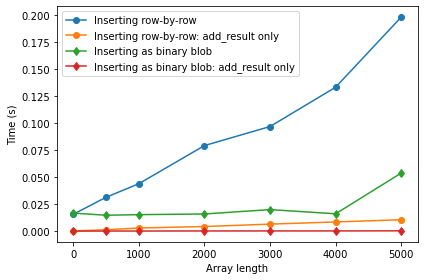 0.200
0.175
0.150
0.125
0.100
0.075
0.050
0.025
0.000
Time (s)
Inserting row-by-row
Inserting row-by-row: add_result only
Inserting as binary blob
Inserting as binary blob: add_result only
0 1000 2000 3000 4000 5000
Array length